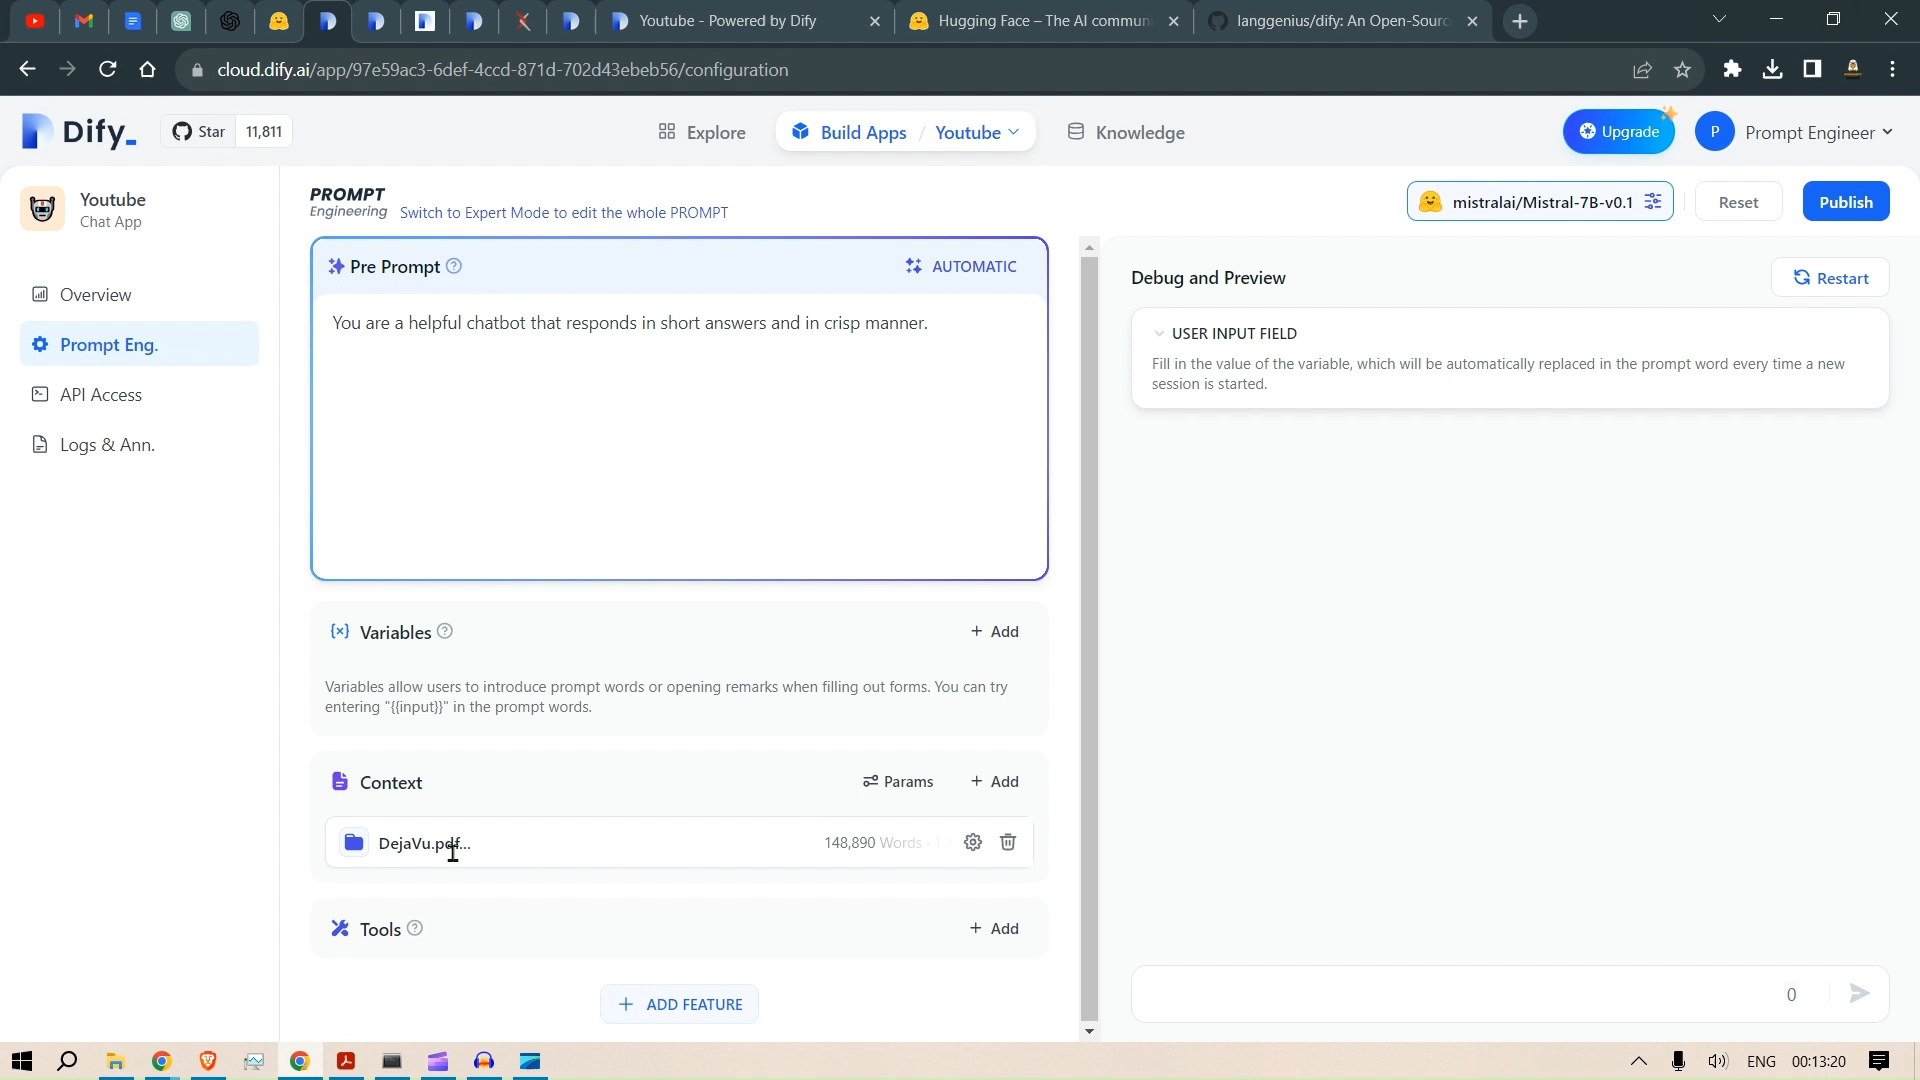 Youtube - Powered by Dify
Hugging Face – The AI commun
langgenius/dify: An Open-Sourc
cloud.dify.ai/app/97e59ac3-6def-4ccd-871d-702d43ebeb56/configuration
Dify_
Star 11,811
Explore
Build Apps / Youtube
Knowledge
Upgrade
P Prompt Engineer
Youtube
Chat App
Overview
Prompt Eng.
API Access
Logs & Ann.
PROMPT
Engineering
Switch to Expert Mode to edit the whole PROMPT
mistralai/Mistral-7B-v0.1
Reset
Publish
Pre Prompt
AUTOMATIC
You are a helpful chatbot that responds in short answers and in crisp manner.
{x} Variables
+ Add
Variables allow users to introduce prompt words or opening remarks when filling out forms. You can try
entering "{{input}}" in the prompt words.
Context
Params
+ Add
DejaVu.pdf...
148,890 Words · 1
Tools
+ Add
+ ADD FEATURE
Debug and Preview
Restart
USER INPUT FIELD
Fill in the value of the variable, which will be automatically replaced in the prompt word every time a new
session is started.
0
ENG 00:13:20